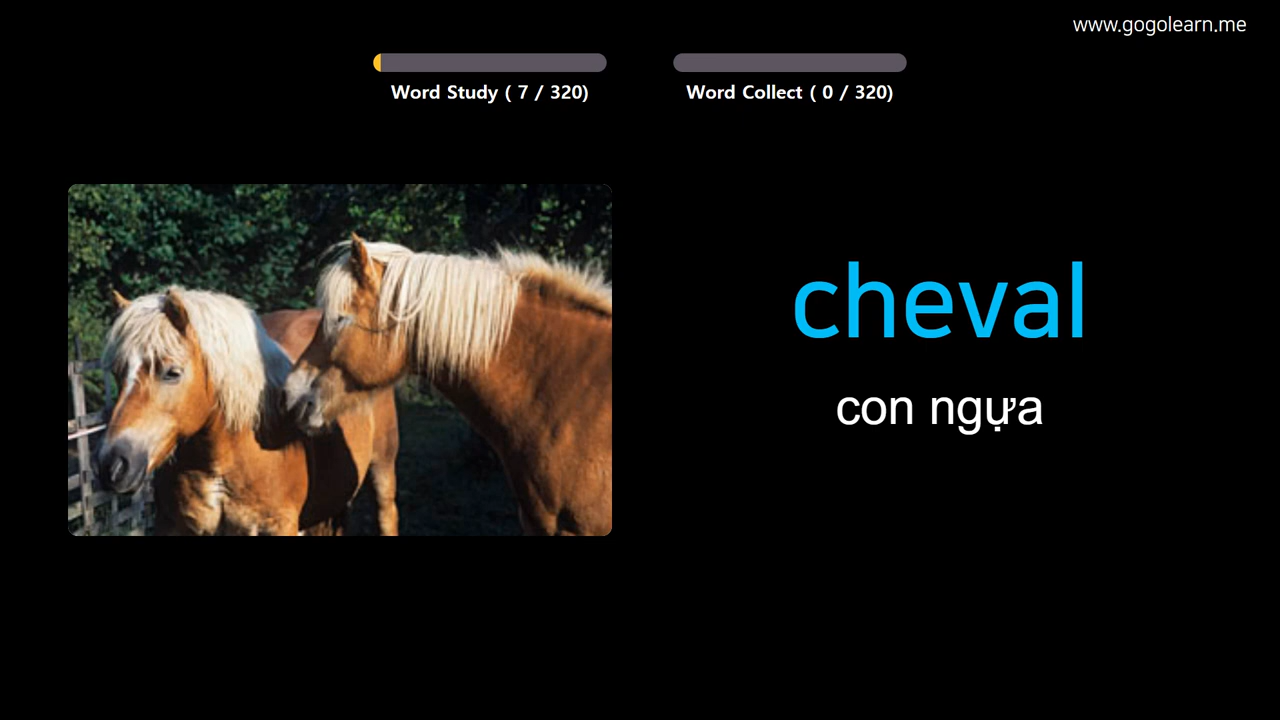 www.gogolearn.me
Word Study ( 7 / 320)
Word Collect ( 0 / 320)
cheval
con ngựa